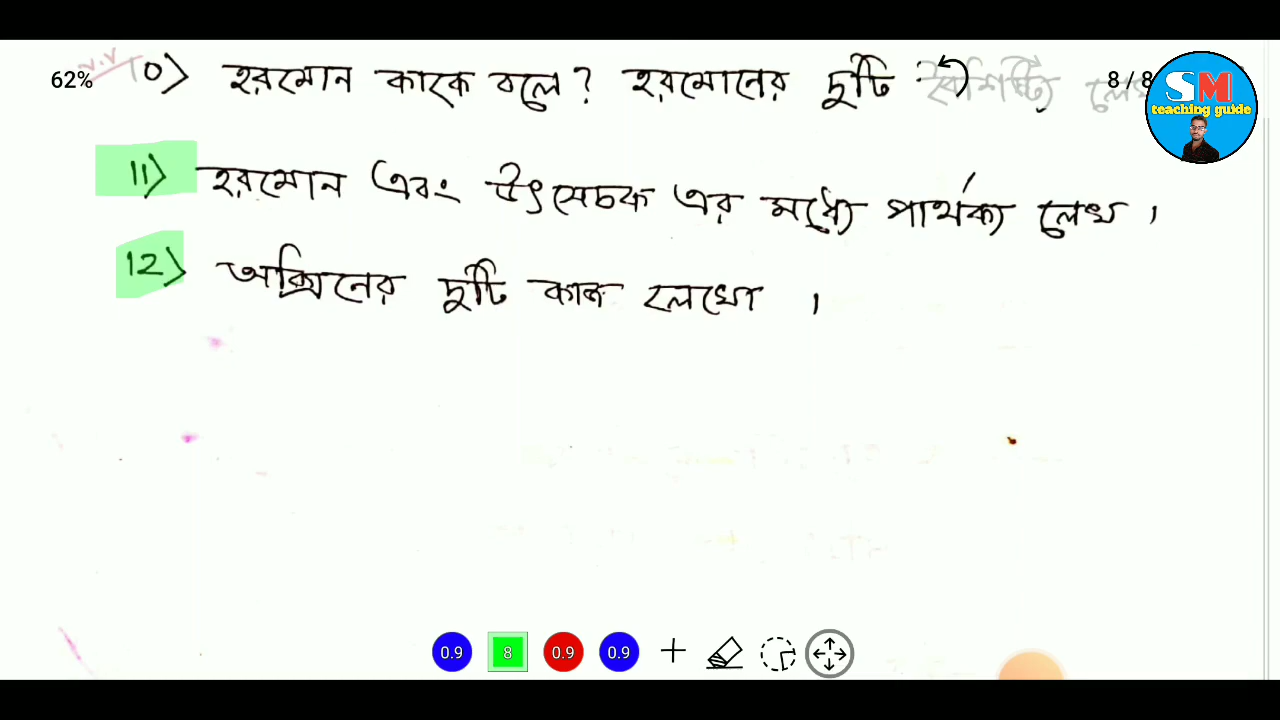 62% 10) হরমোন কাকে বলে? হরমোনের দুটি বৈশিষ্ট্য 8 / 8
SM
teaching guide
11) হরমোন এবং উৎসেচক এর মধ্যে পার্থক্য লেখ ।
12) অক্সিনের দুটি কাজ লেখো ।
0.9 8 0.9 0.9